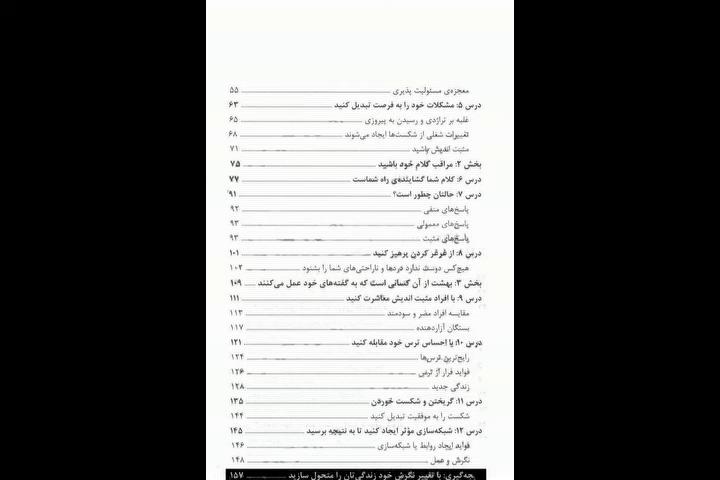 معجزه‌ی مسئولیت پذیری ۵۵
درس ۵: مشکلات خود را به فرصت تبدیل کنید ۶۳
غلبه بر تراژدی و رسیدن به پیروزی ۶۵
تغییرات شغلی از شکست‌ها ایجاد می‌شوند ۶۸
مثبت اندیش باشید ۷۱
بخش ۲: مراقب کلام خود باشید ۷۵
درس ۶: کلام شما گشاینده‌ی راه شماست ۷۷
درس ۷: حالتان چطور است؟ ۹۱
پاسخ‌های منفی ۹۲
پاسخ‌های معمولی ۹۳
پاسخ‌های مثبت ۹۳
درس ۸: از غرغر کردن پرهیز کنید ۱۰۱
هیچ‌کس دوست ندارد دردها و ناراحتی‌های شما را بشنود ۱۰۲
بخش ۳: بهشت از آن کسانی است که به گفته‌های خود عمل می‌کنند ۱۰۹
درس ۹: با افراد مثبت اندیش معاشرت کنید ۱۱۱
مقایسه افراد مضر و سودمند ۱۱۳
بستگان آزاردهنده ۱۱۷
درس ۱۰: با احساس ترس خود مقابله کنید ۱۲۱
رایج‌ترین ترس‌ها ۱۲۴
فواید فرار از ترس ۱۲۶
زندگی جدید ۱۲۸
درس ۱۱: گریختن و شکست خوردن ۱۳۵
شکست را به موفقیت تبدیل کنید ۱۴۴
درس ۱۲: شبکه‌سازی مؤثر ایجاد کنید تا به نتیجه برسید ۱۴۵
فواید ایجاد روابط یا شبکه‌سازی ۱۴۶
نگرش و عمل ۱۴۸
یجه‌گیری: با تغییر نگرش خود زندگی‌تان را متحول سازید ۱۵۷